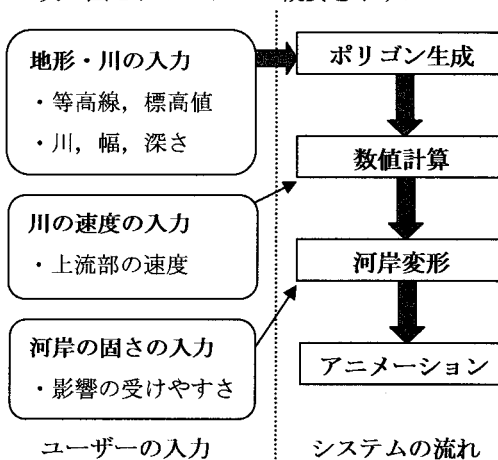 地形・川の入力
・等高線，標高値
・川，幅，深さ
川の速度の入力
・上流部の速度
河岸の固さの入力
・影響の受けやすさ
ユーザーの入力
ポリゴン生成
数値計算
河岸変形
アニメーション
システムの流れ